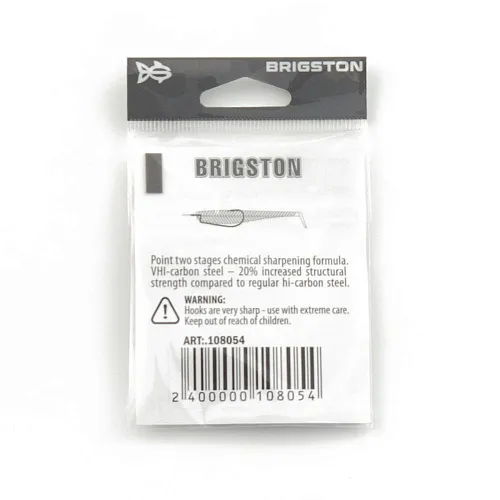 BRIGSTON
BRIGSTON
Point two stages chemical sharpening formula.
VHI-carbon steel – 20% increased structural
strength compared to regular hi-carbon steel.
WARNING:
Hooks are very sharp - use with extreme care.
Keep out of reach of children.
ART:.108054
2 400000 108054